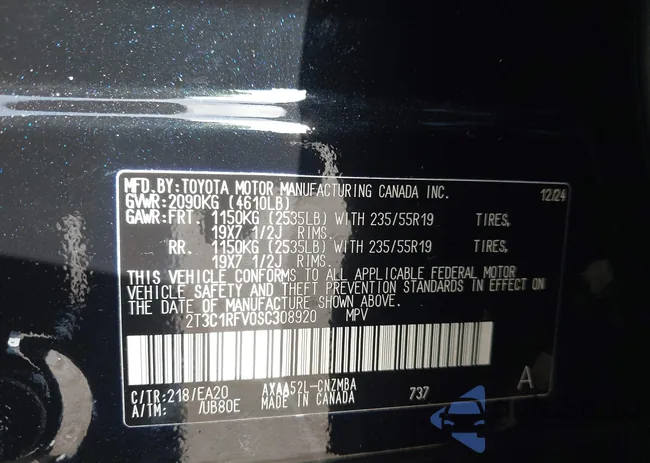 MFD.BY:TOYOTA MOTOR MANUFACTURING CANADA INC. 12/24
GVWR:2090KG (4610LB)
GAWR:FRT. 1150KG (2535LB) WITH 235/55R19 TIRES,
19X7 1/2J RIMS.
RR. 1150KG (2535LB) WITH 235/55R19 TIRES,
19X7 1/2J RIMS.
THIS VEHICLE CONFORMS TO ALL APPLICABLE FEDERAL MOTOR
VEHICLE SAFETY AND THEFT PREVENTION STANDARDS IN EFFECT ON
THE DATE OF MANUFACTURE SHOWN ABOVE.
2T3C1RFV0SC308920 MPV
C/TR:218/EA20 AXAA52L-CNZMBA 737 A
A/TM: /UB80E MADE IN CANADA